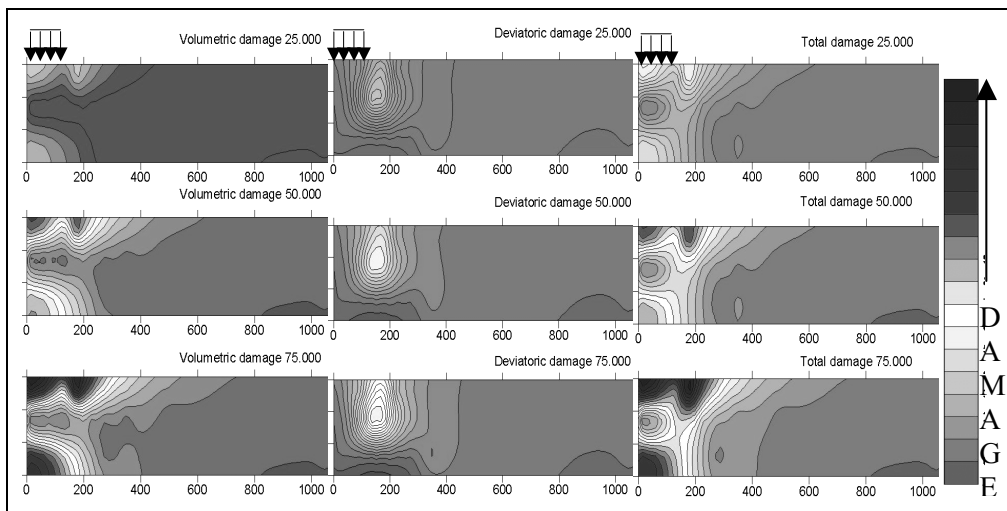 Volumetric damage 25.000
Deviatoric damage 25.000
Total damage 25.000
0 200 400 600 800 1000
0 200 400 600 800 1000
0 200 400 600 800 1000
Volumetric damage 50.000
Deviatoric damage 50.000
Total damage 50.000
0 200 400 600 800 1000
0 200 400 600 800 1000
0 200 400 600 800 1000
Volumetric damage 75.000
Deviatoric damage 75.000
Total damage 75.000
0 200 400 600 800 1000
0 200 400 600 800 1000
0 200 400 600 800 1000
D
A
M
A
G
E